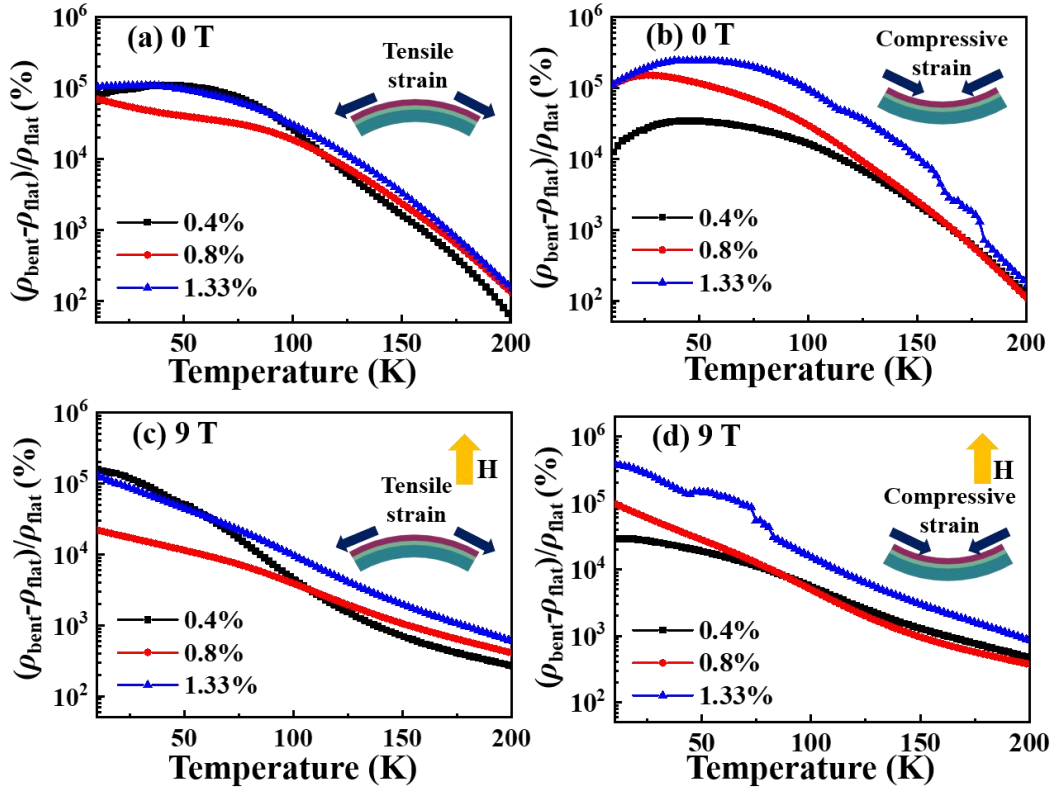 (a) 0 T
Tensile
strain
10^6
10^5
10^4
10^3
10^2
(ρbent-ρflat)/ρflat (%)
0.4%
0.8%
1.33%
50 100 150 200
Temperature (K)
(b) 0 T
Compressive
strain
10^6
10^5
10^4
10^3
10^2
(ρbent-ρflat)/ρflat (%)
0.4%
0.8%
1.33%
50 100 150 200
Temperature (K)
(c) 9 T
H
Tensile
strain
10^6
10^5
10^4
10^3
10^2
(ρbent-ρflat)/ρflat (%)
0.4%
0.8%
1.33%
50 100 150 200
Temperature (K)
(d) 9 T
H
Compressive
strain
10^6
10^5
10^4
10^3
10^2
(ρbent-ρflat)/ρflat (%)
0.4%
0.8%
1.33%
50 100 150 200
Temperature (K)